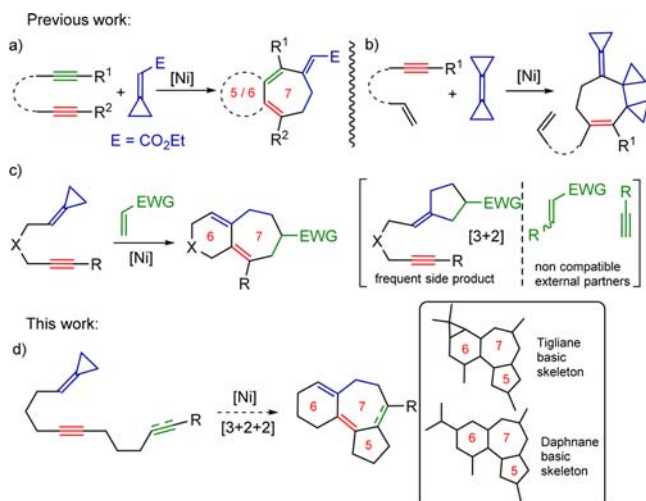 Previous work:
a)
E
R¹
R¹
E
+
[Ni]
5 / 6
7
R²
R²
E = CO₂Et
b)
R¹
+
[Ni]
R¹
c)
EWG
X
R
[Ni]
6
7
EWG
X
R
EWG
[3+2]
X
R
frequent side product
EWG
R
R
non compatible
external partners
This work:
d)
R
[Ni]
[3+2+2]
6
7
R
5
6
7
5
Tigliane
basic
skeleton
6
7
5
Daphnane
basic
skeleton